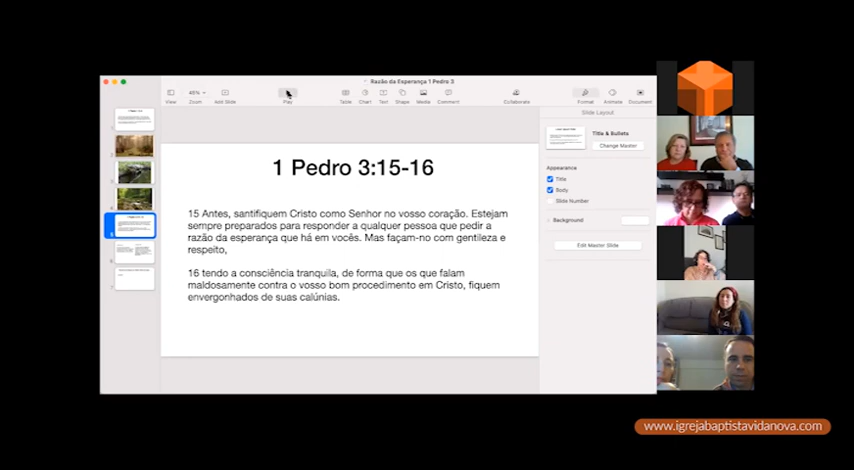 Razão da Esperança 1 Pedro 3
View
45%
Zoom
Add Slide
Play
Table
Chart
Text
Shape
Media
Comment
Collaborate
Format
Animate
Document
Slide Layout
Title & Bullets
Change Master
Appearance
Title
Body
Slide Number
Background
Edit Master Slide
1 Pedro 3:15-16
15 Antes, santifiquem Cristo como Senhor no vosso coração. Estejam
sempre preparados para responder a qualquer pessoa que pedir a
razão da esperança que há em vocês. Mas façam-no com gentileza e
respeito,
16 tendo a consciência tranquila, de forma que os que falam
maldosamente contra o vosso bom procedimento em Cristo, fiquem
envergonhados de suas calúnias.
www.igrejabaptistavidanova.com